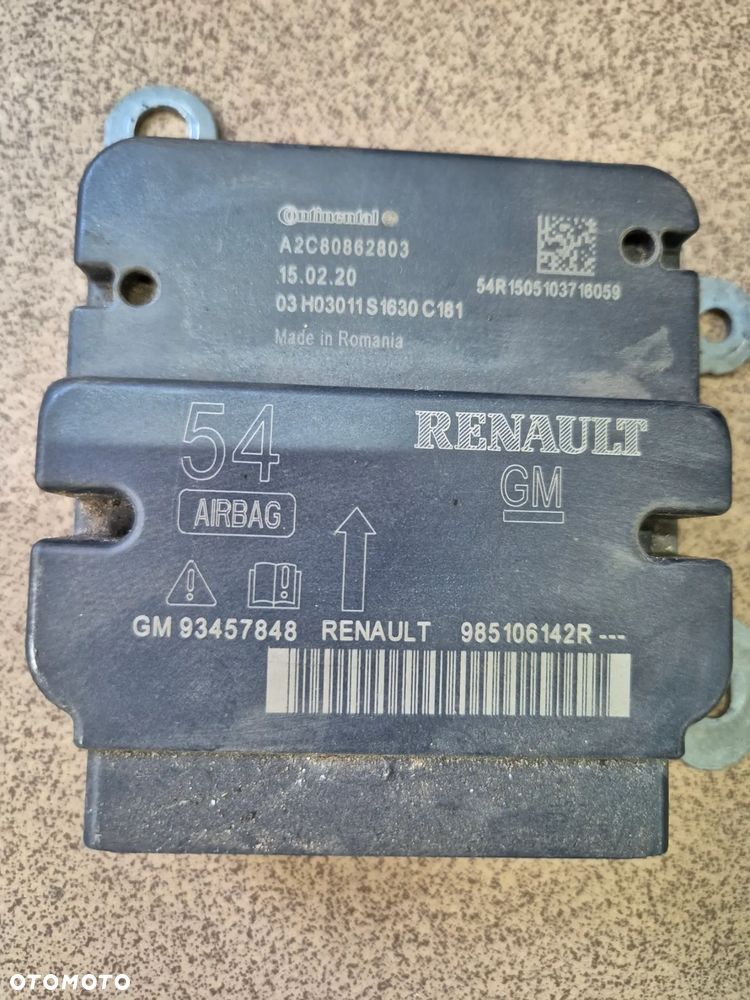 Continental
A2C80862803
15.02.20
54R1505103718059
03 H03011 S1630 C181
Made in Romania
54
RENAULT
GM
AIRBAG
GM 93457848 RENAULT 985106142R ---
OTOMOTO